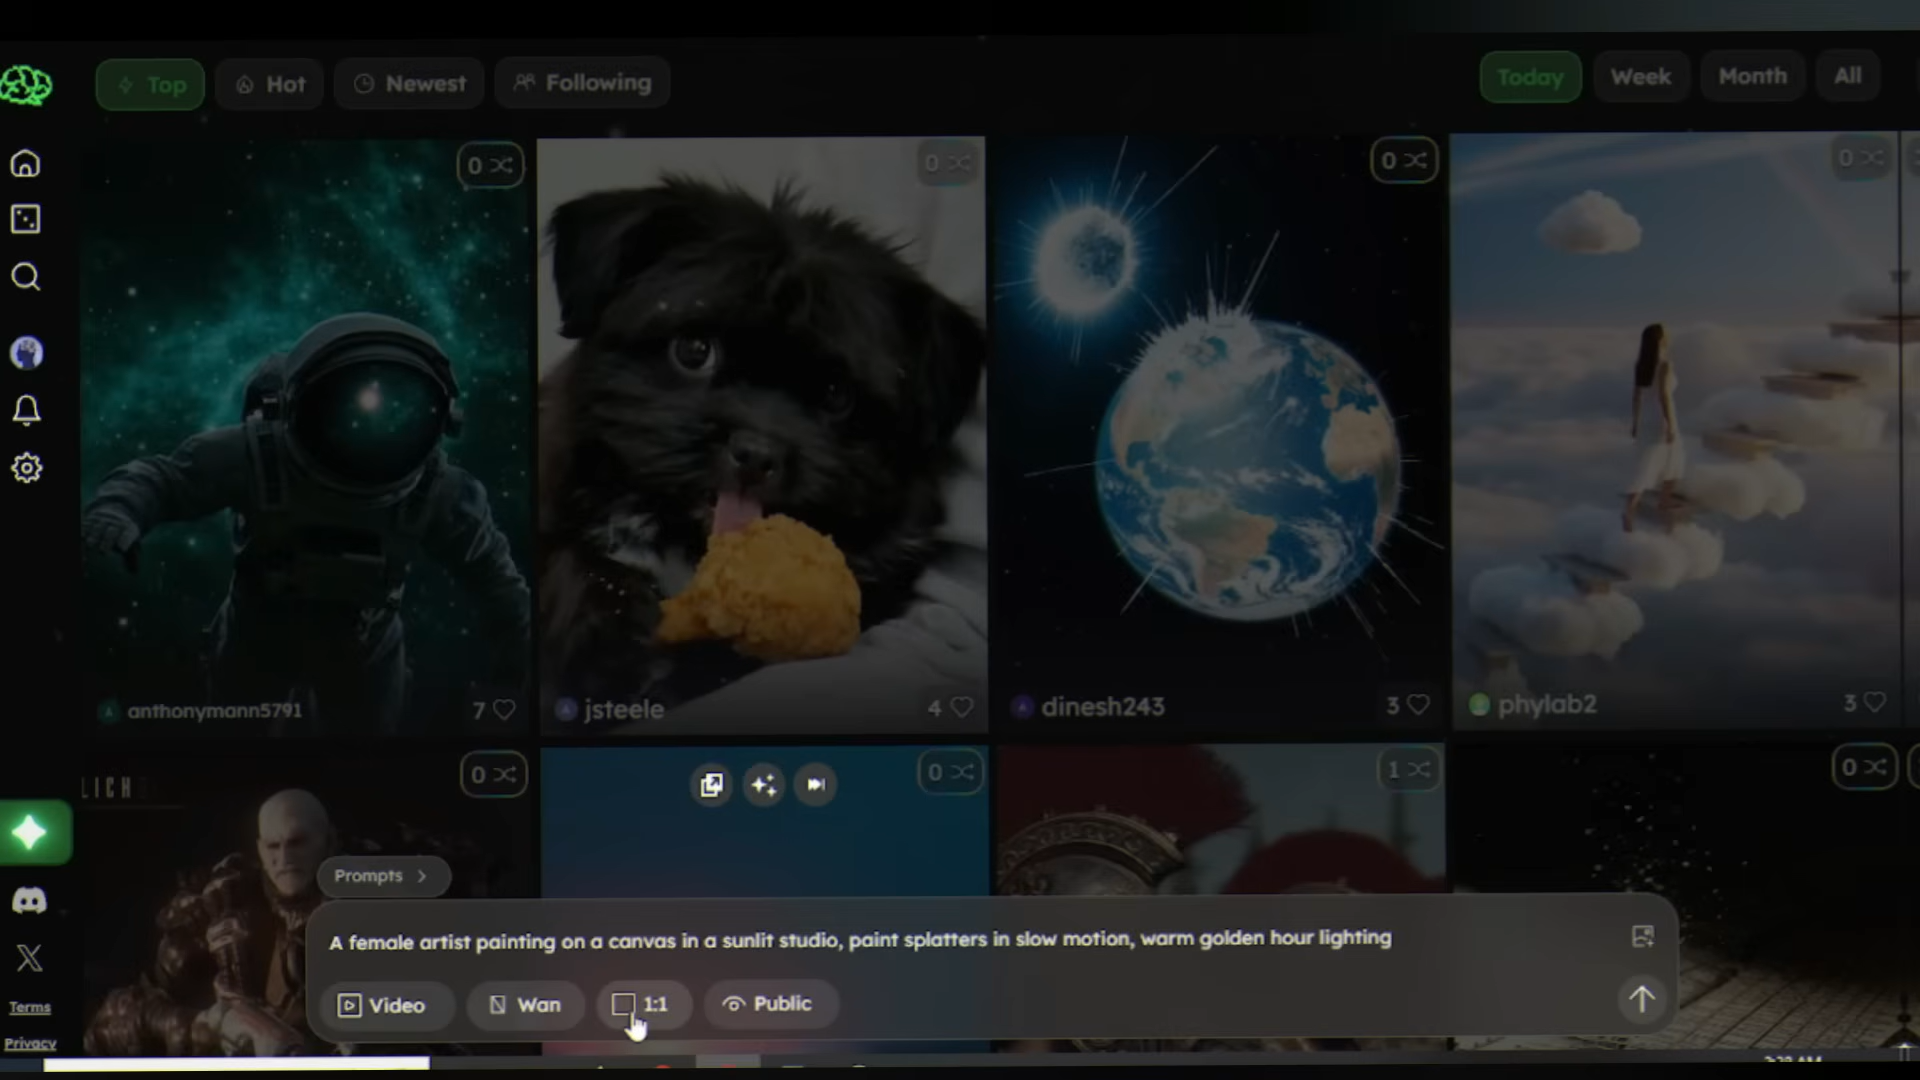 Top
Hot
Newest
Following
Today
Week
Month
All
0
0
0
0
anthonymann5791
7
jsteele
4
dinesh243
3
phylab2
3
LICH
0
0
1
0
Prompts
A female artist painting on a canvas in a sunlit studio, paint splatters in slow motion, warm golden hour lighting
Video
Wan
1:1
Public
Terms
Privacy